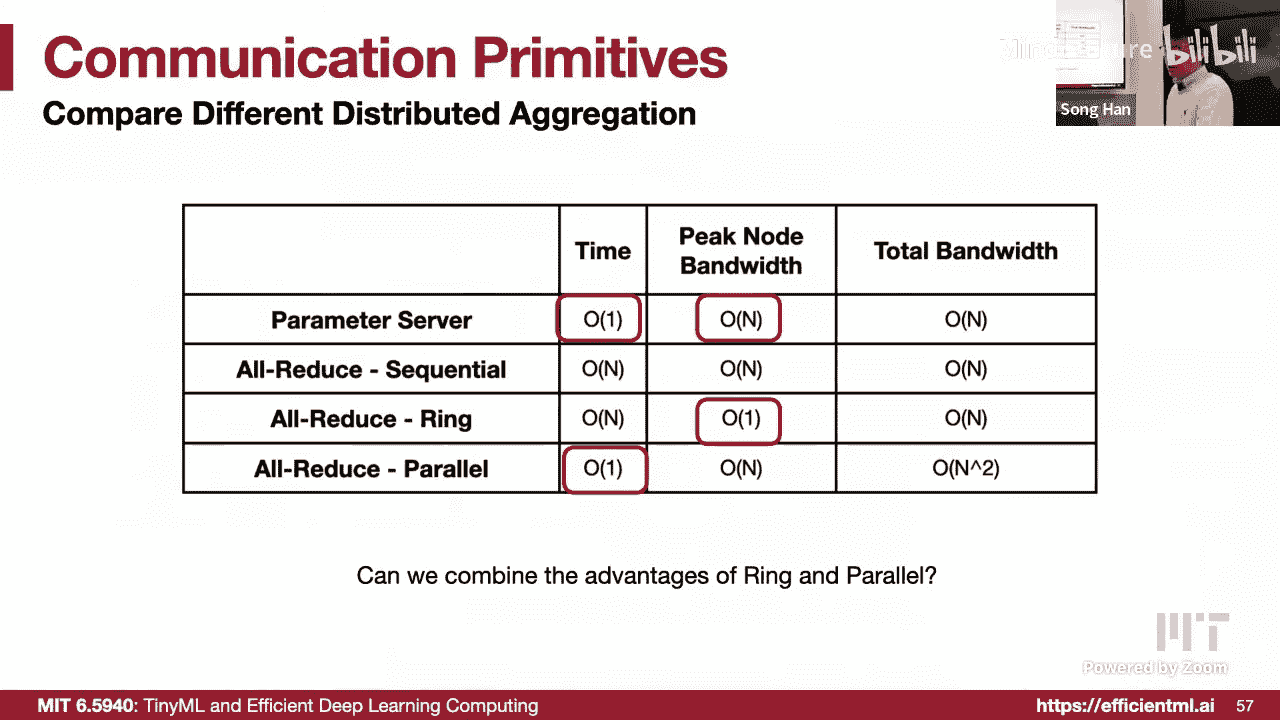 Communication Primitives
Compare Different Distributed Aggregation
bilibili
Song Han
Time
Peak Node
Bandwidth
Total Bandwidth
Parameter Server
O(1)
O(N)
O(N)
All-Reduce - Sequential
O(N)
O(N)
O(N)
All-Reduce - Ring
O(N)
O(1)
O(N)
All-Reduce - Parallel
O(1)
O(N)
O(N^2)
Can we combine the advantages of Ring and Parallel?
MIT
Powered by Zoom
MIT 6.5940: TinyML and Efficient Deep Learning Computing
https://efficientml.ai
57